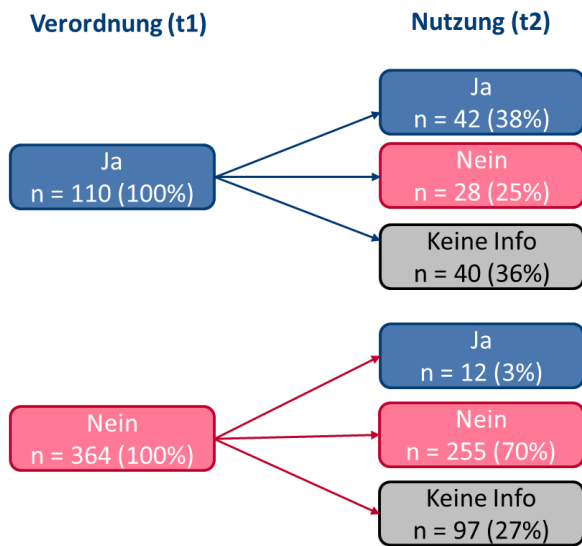 Verordnung (t1)
Nutzung (t2)
Ja
n = 110 (100%)
Ja
n = 42 (38%)
Nein
n = 28 (25%)
Keine Info
n = 40 (36%)
Nein
n = 364 (100%)
Ja
n = 12 (3%)
Nein
n = 255 (70%)
Keine Info
n = 97 (27%)